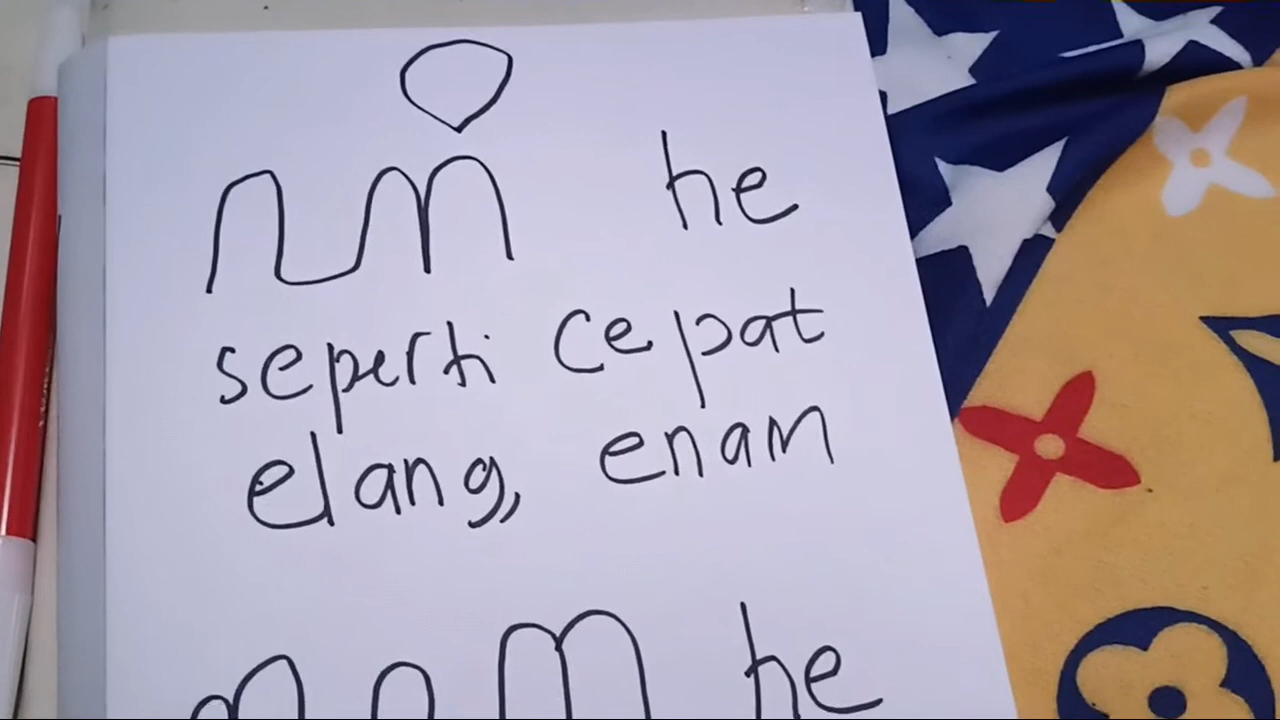 ꦲꦼ he
seperti cepat
elang, enam
he